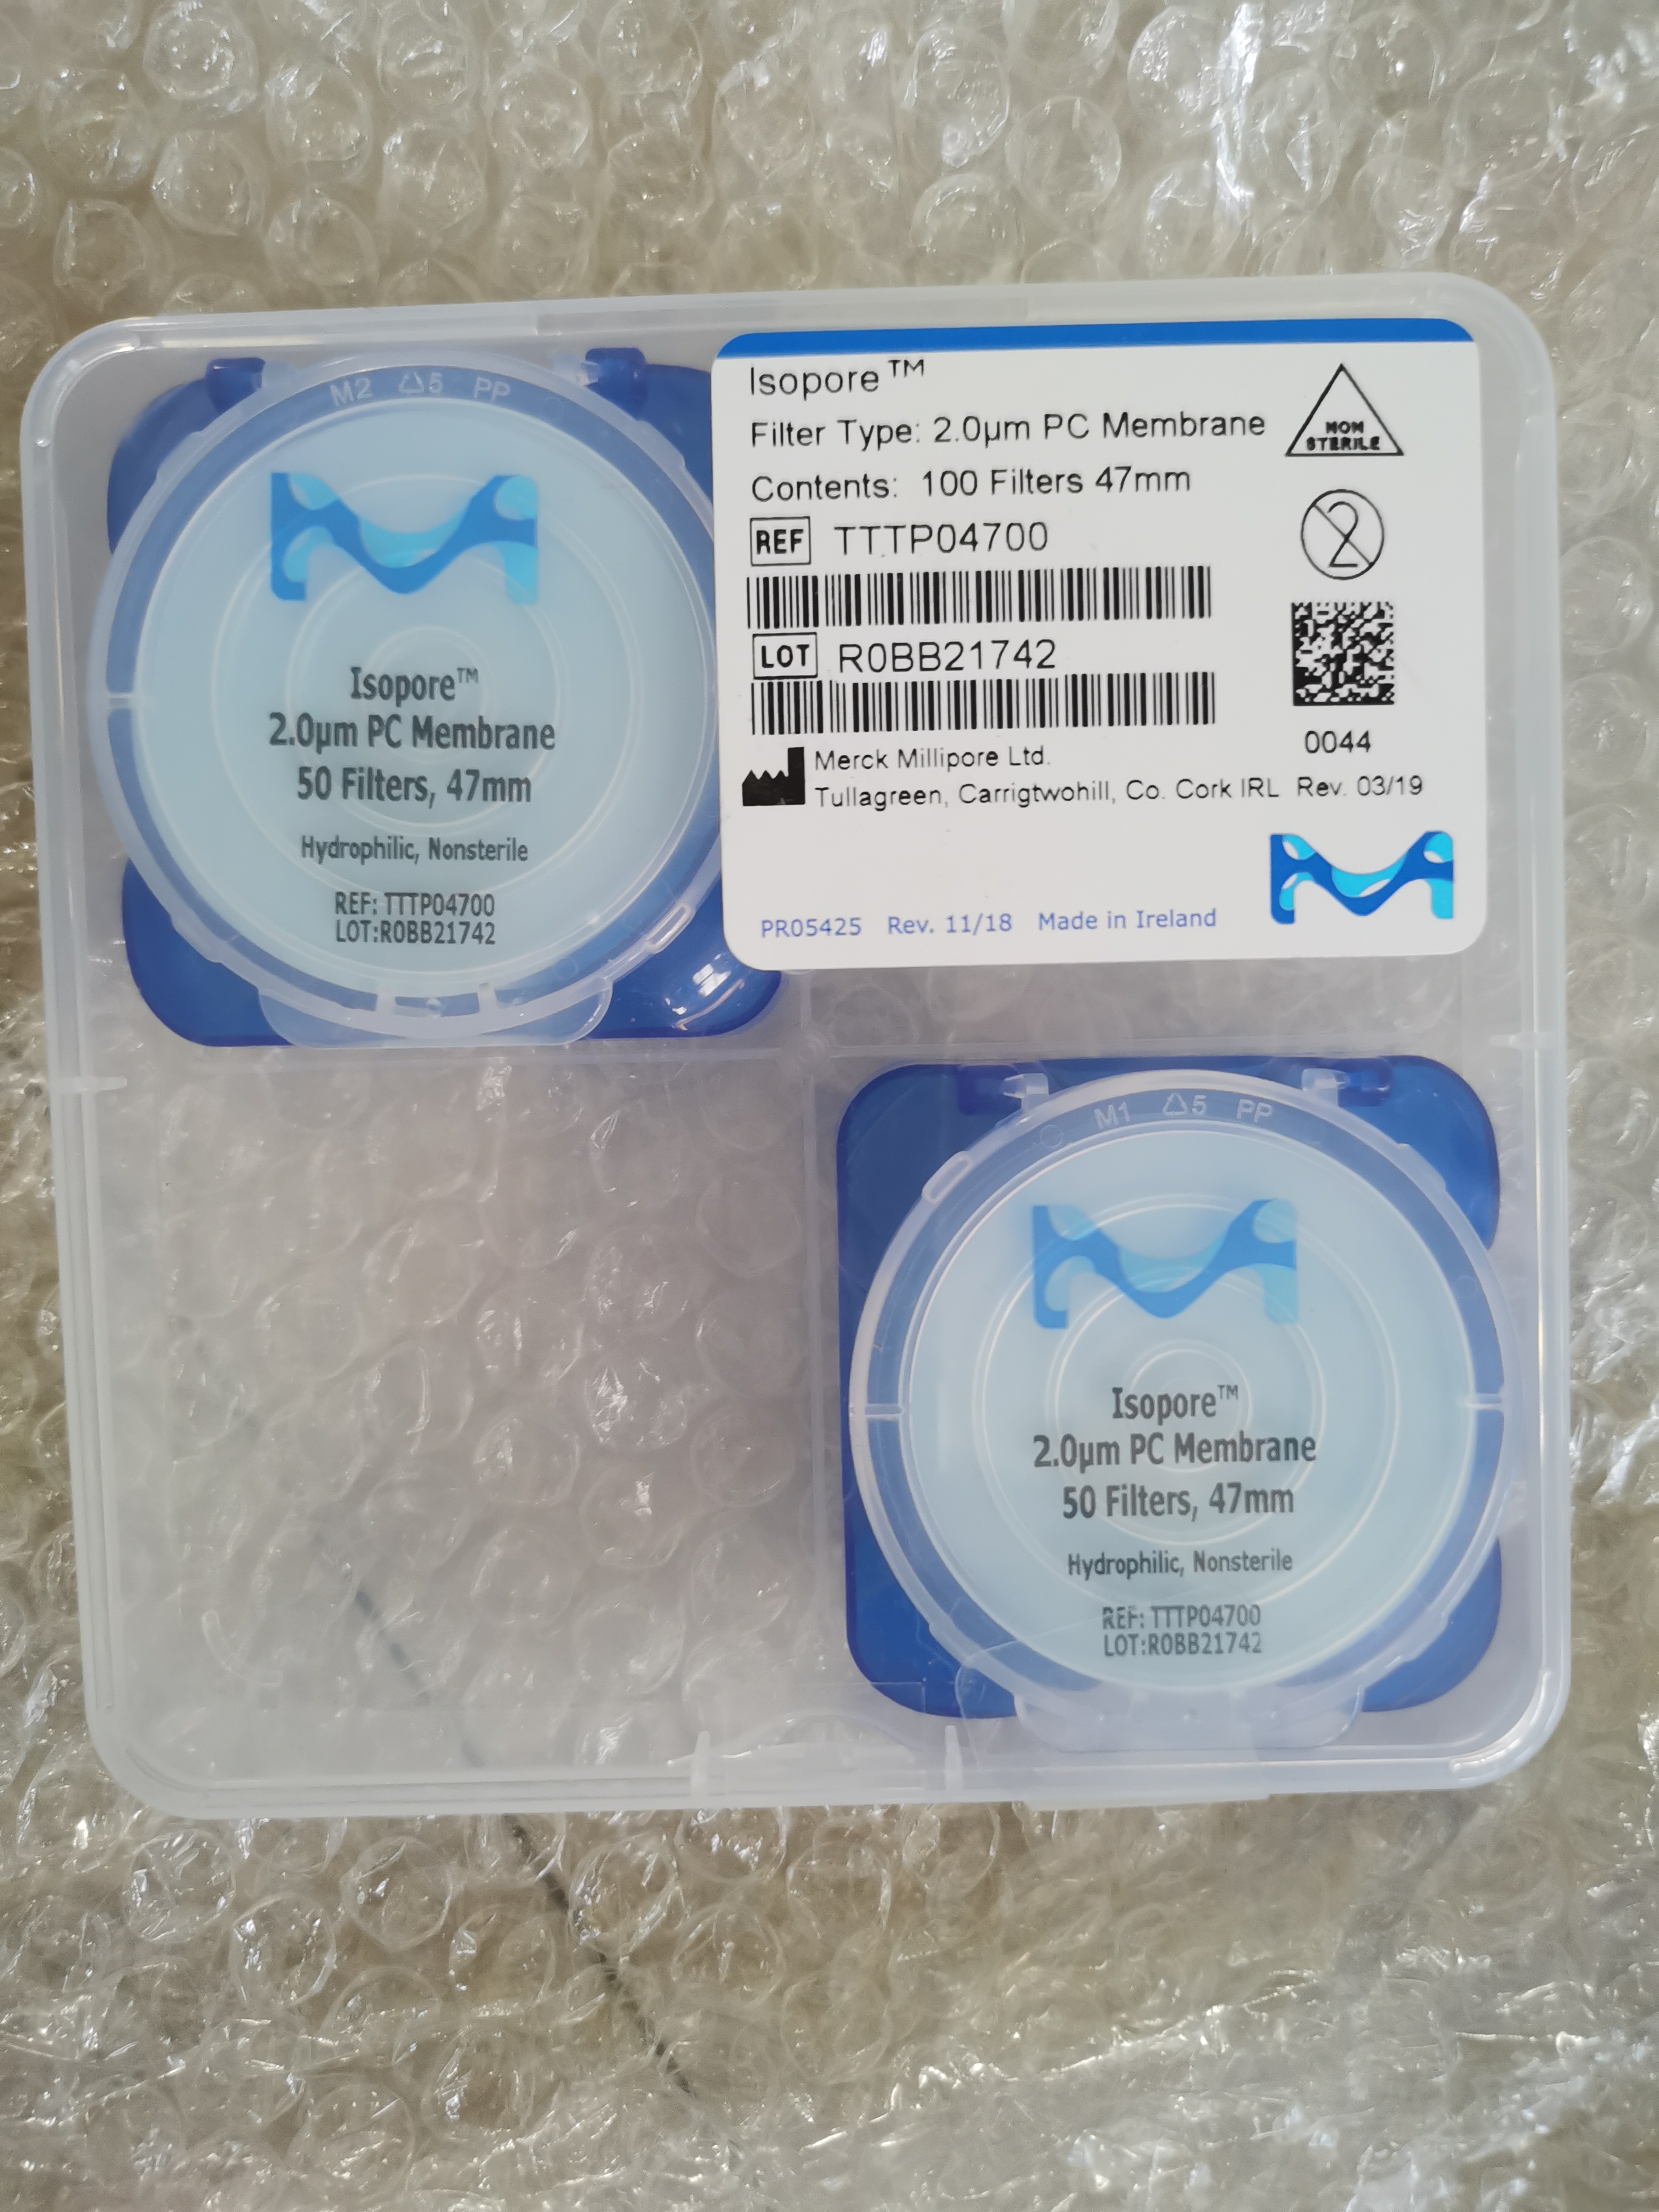 M2 5 PP
Isopore™
2.0µm PC Membrane
50 Filters, 47mm
Hydrophilic, Nonsterile
REF: TTTP04700
LOT:R0BB21742
Isopore™
Filter Type: 2.0µm PC Membrane
Contents: 100 Filters 47mm
REF TTTP04700
LOT R0BB21742
Merck Millipore Ltd.
Tullagreen, Carrigtwohill, Co. Cork IRL Rev. 03/19
NON
STERILE
2
0044
PR05425 Rev. 11/18 Made in Ireland
M1 5 PP
Isopore™
2.0µm PC Membrane
50 Filters, 47mm
Hydrophilic, Nonsterile
REF: TTTP04700
LOT:R0BB21742